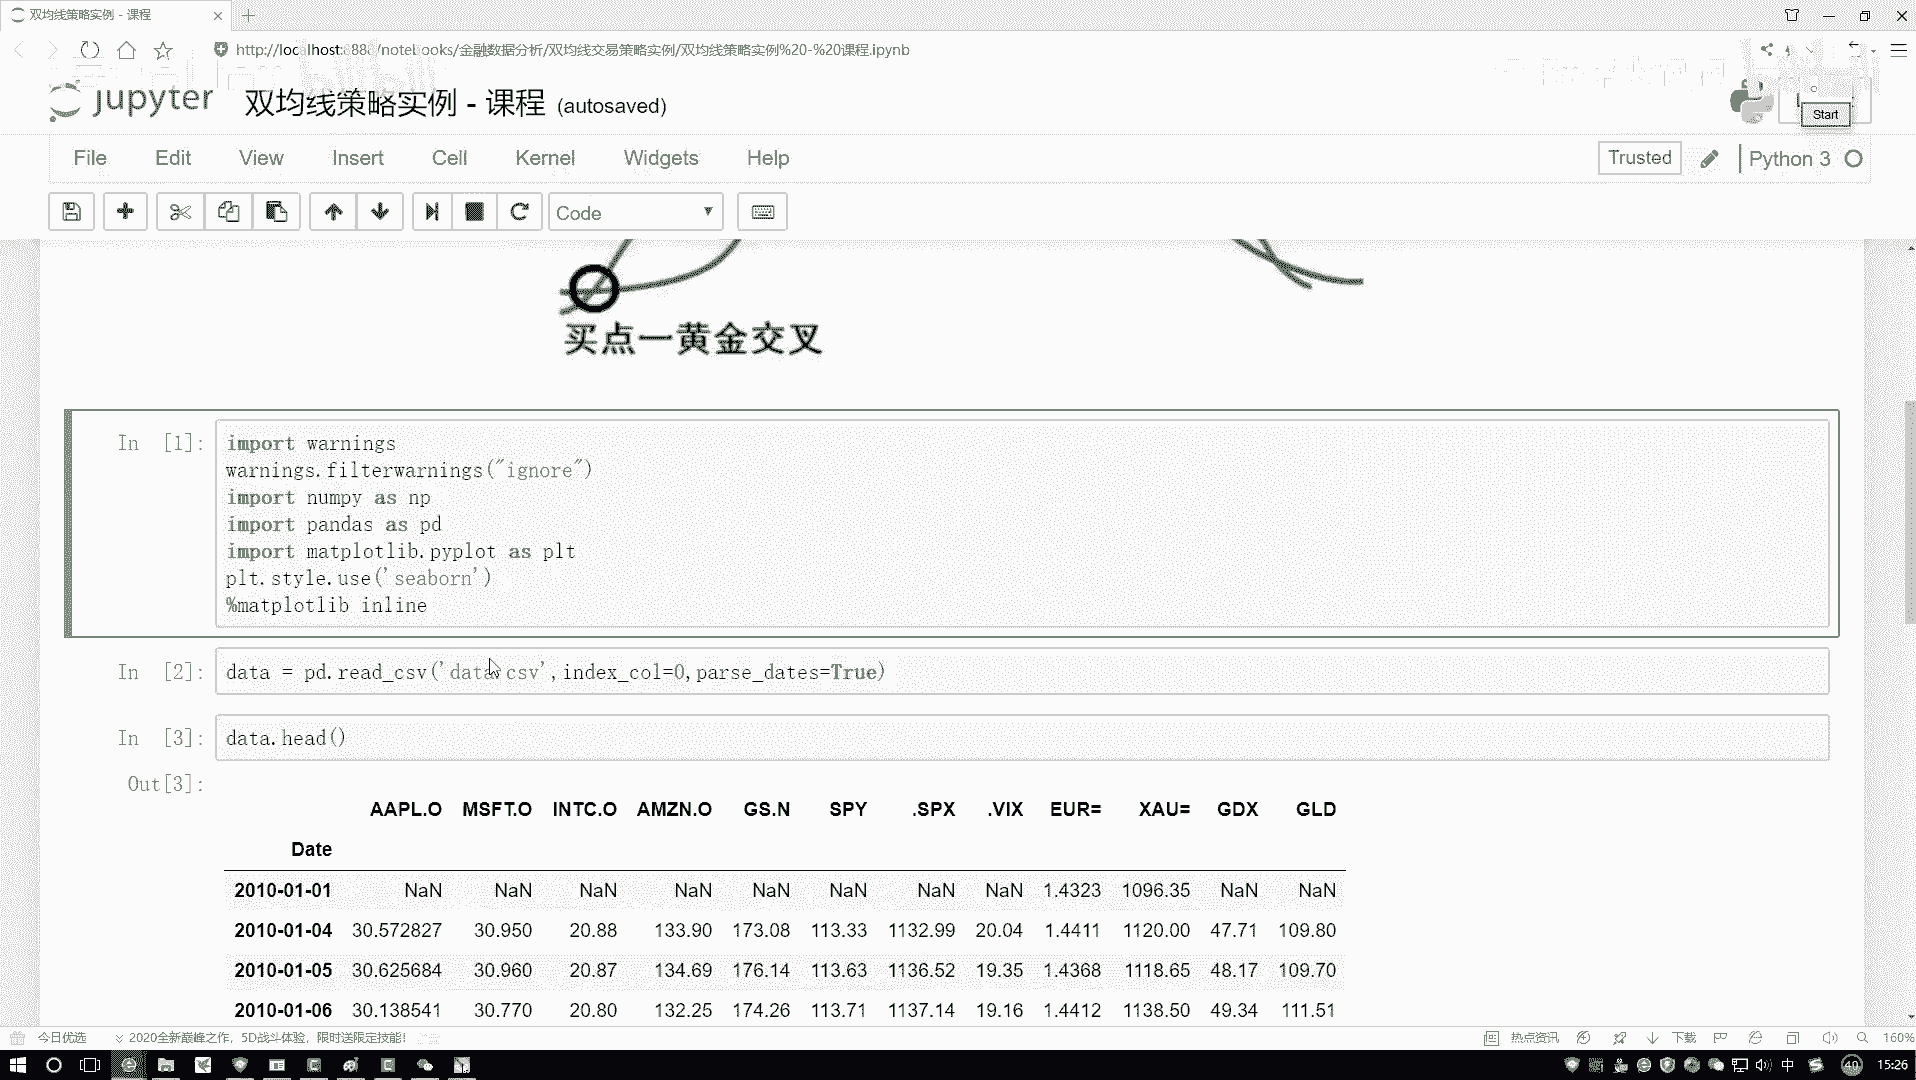 双均线策略实例 - 课程
http://localhost:8888/notebooks/金融数据分析/双均线交易策略实例/双均线策略实例%20-%20课程.ipynb
jupyter 双均线策略实例 - 课程 (autosaved)
Start
File Edit View Insert Cell Kernel Widgets Help
Trusted Python 3
Code
买点一黄金交叉
In [1]: import warnings
warnings.filterwarnings("ignore")
import numpy as np
import pandas as pd
import matplotlib.pyplot as plt
plt.style.use('seaborn')
%matplotlib inline
In [2]: data = pd.read_csv('data.csv',index_col=0,parse_dates=True)
In [3]: data.head()
Out[3]:
AAPL.O MSFT.O INTC.O AMZN.O GS.N SPY .SPX .VIX EUR= XAU= GDX GLD
Date
2010-01-01 NaN NaN NaN NaN NaN NaN NaN NaN 1.4323 1096.35 NaN NaN
2010-01-04 30.572827 30.950 20.88 133.90 173.08 113.33 1132.99 20.04 1.4411 1120.00 47.71 109.80
2010-01-05 30.625684 30.960 20.87 134.69 176.14 113.63 1136.52 19.35 1.4368 1118.65 48.17 109.70
2010-01-06 30.138541 30.770 20.80 132.25 174.26 113.71 1137.14 19.16 1.4412 1138.50 49.34 111.51
今日优选 2020全新巅峰之作，5D战斗体验，限时送限定技能！ 热点资讯 下载 160%
中 40 15:26